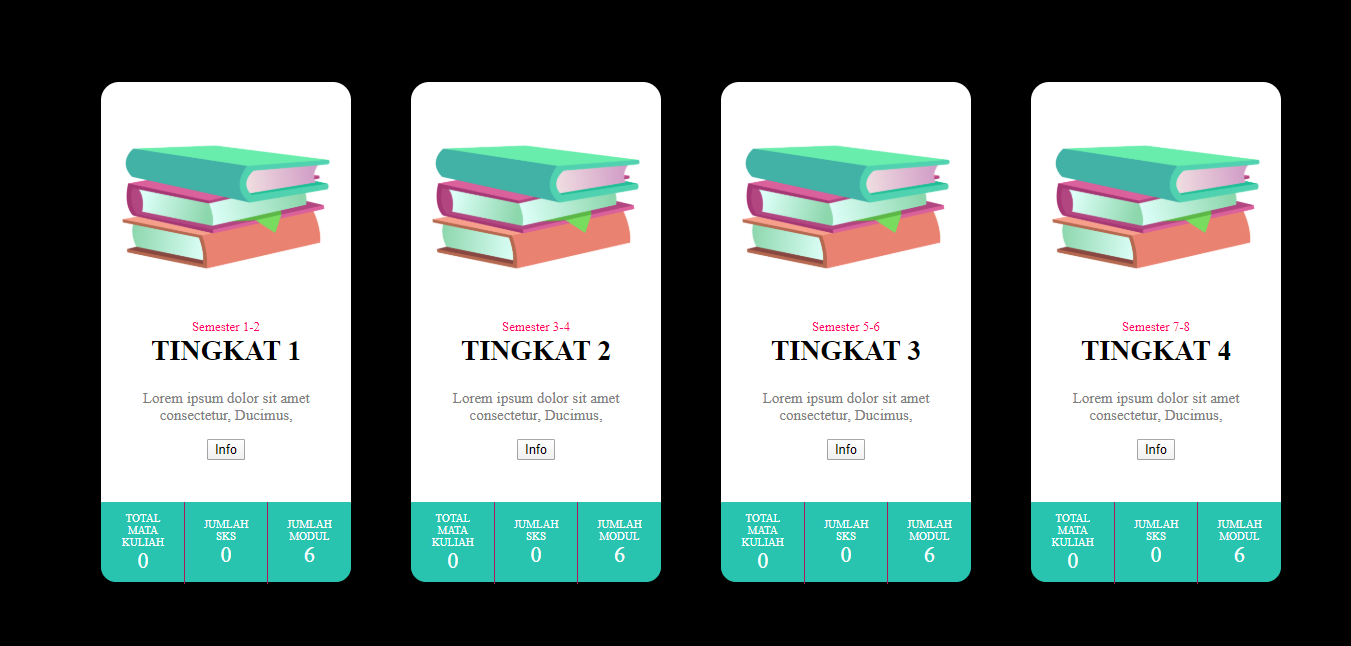 Semester 1-2
TINGKAT 1
Lorem ipsum dolor sit amet
consectetur, Ducimus,
Info
TOTAL
MATA
KULIAH
0
JUMLAH
SKS
0
JUMLAH
MODUL
6
Semester 3-4
TINGKAT 2
Lorem ipsum dolor sit amet
consectetur, Ducimus,
Info
TOTAL
MATA
KULIAH
0
JUMLAH
SKS
0
JUMLAH
MODUL
6
Semester 5-6
TINGKAT 3
Lorem ipsum dolor sit amet
consectetur, Ducimus,
Info
TOTAL
MATA
KULIAH
0
JUMLAH
SKS
0
JUMLAH
MODUL
6
Semester 7-8
TINGKAT 4
Lorem ipsum dolor sit amet
consectetur, Ducimus,
Info
TOTAL
MATA
KULIAH
0
JUMLAH
SKS
0
JUMLAH
MODUL
6